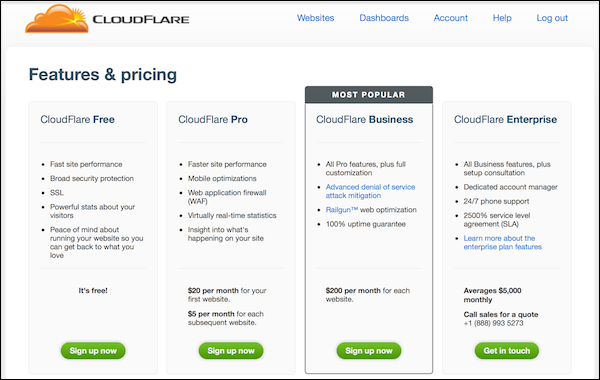 CLOUDFLARE
Websites
Dashboards
Account
Help
Log out
Features & pricing
CloudFlare Free
Fast site performance
Broad security protection
SSL
Powerful stats about your
visitors
Peace of mind about
running your website so you
can get back to what you
love
It's free!
Sign up now
CloudFlare Pro
Faster site performance
Mobile optimizations
Web application firewall
(WAF)
Virtually real-time statistics
Insight into what's
happening on your site
$20 per month for your
first website.
$5 per month for each
subsequent website.
Sign up now
MOST POPULAR
CloudFlare Business
All Pro features, plus full
customization
Advanced denial of service
attack mitigation
Railgun™ web optimization
100% uptime guarantee
$200 per month for each
website.
Sign up now
CloudFlare Enterprise
All Business features, plus
setup consultation
Dedicated account manager
24/7 phone support
2500% service level
agreement (SLA)
Learn more about the
enterprise plan features
Averages $5,000
monthly
Call sales for a quote
+1 (888) 993 5273
Get in touch